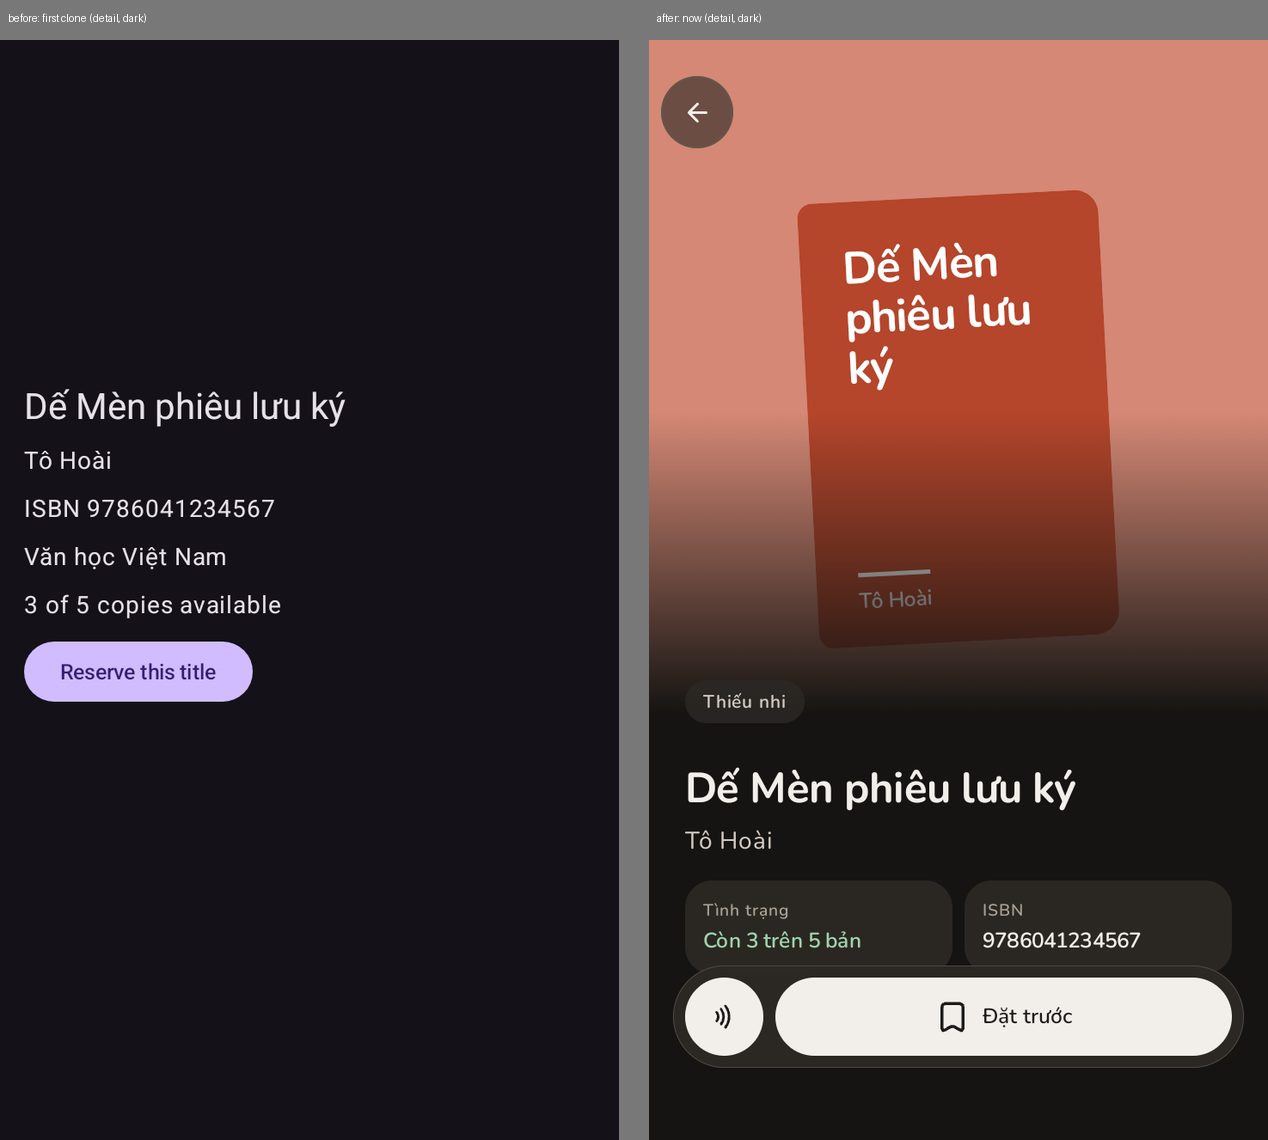 before: first clone (detail, dark)
Dế Mèn phiêu lưu ký
Tô Hoài
ISBN 9786041234567
Văn học Việt Nam
3 of 5 copies available
Reserve this title
after: now (detail, dark)
Dế Mèn
phiêu lưu
ký
Tô Hoài
Thiếu nhi
Dế Mèn phiêu lưu ký
Tô Hoài
Tình trạng
Còn 3 trên 5 bản
ISBN
9786041234567
Đặt trước